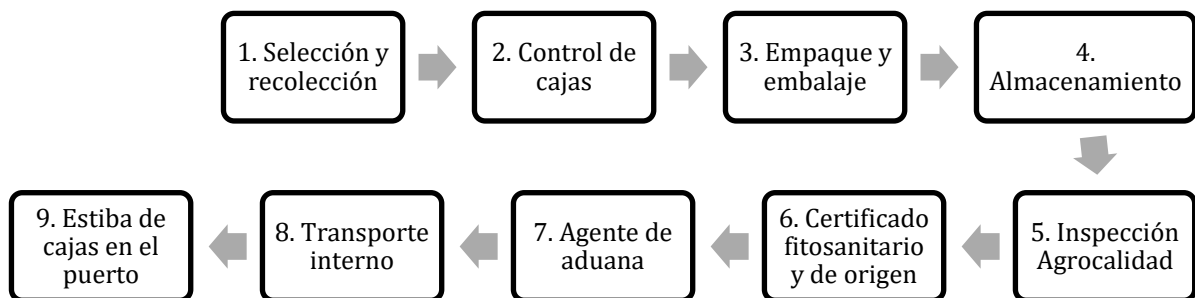 1. Selección y
recolección
2. Control de
cajas
3. Empaque y
embalaje
4.
Almacenamiento
5. Inspección
Agrocalidad
6. Certificado
fitosanitario
y de origen
7. Agente de
aduana
8. Transporte
interno
9. Estiba de
cajas en el
puerto